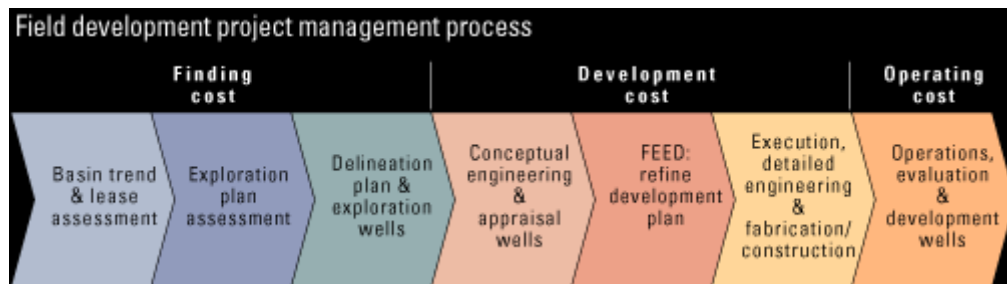 Field development project management process
Finding
cost
Development
cost
Operating
cost
Basin trend
& lease
assessment
Exploration
plan
assessment
Delineation
plan &
exploration
wells
Conceptual
engineering
&
appraisal
wells
FEED:
refine
development
plan
Execution,
detailed
engineering
&
fabrication/
construction
Operations,
evaluation
&
development
wells